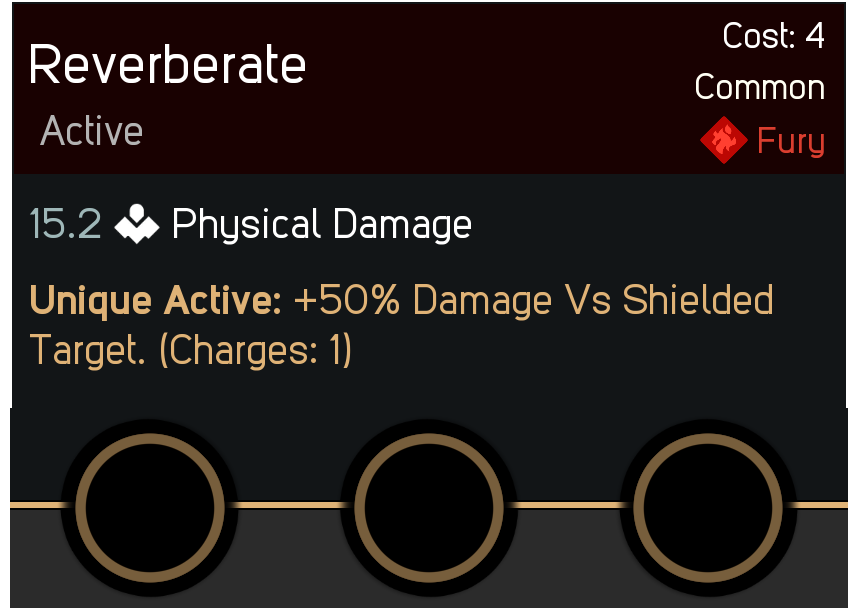 Reverberate
Active
Cost: 4
Common
Fury
15.2 Physical Damage
Unique Active: +50% Damage Vs Shielded
Target. (Charges: 1)